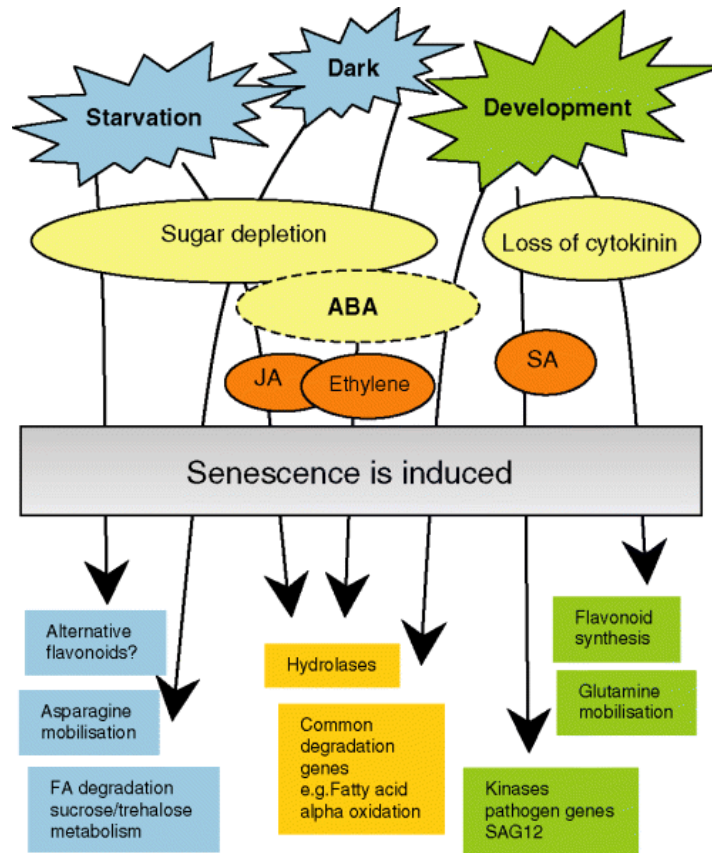 Dark
Starvation
Development
Sugar depletion
Loss of cytokinin
ABA
JA
Ethylene
SA
Senescence is induced
Alternative
flavonoids?
Asparagine
mobilisation
FA degradation
sucrose/trehalose
metabolism
Hydrolases
Common
degradation
genes
e.g.Fatty acid
alpha oxidation
Flavonoid
synthesis
Glutamine
mobilisation
Kinases
pathogen genes
SAG12